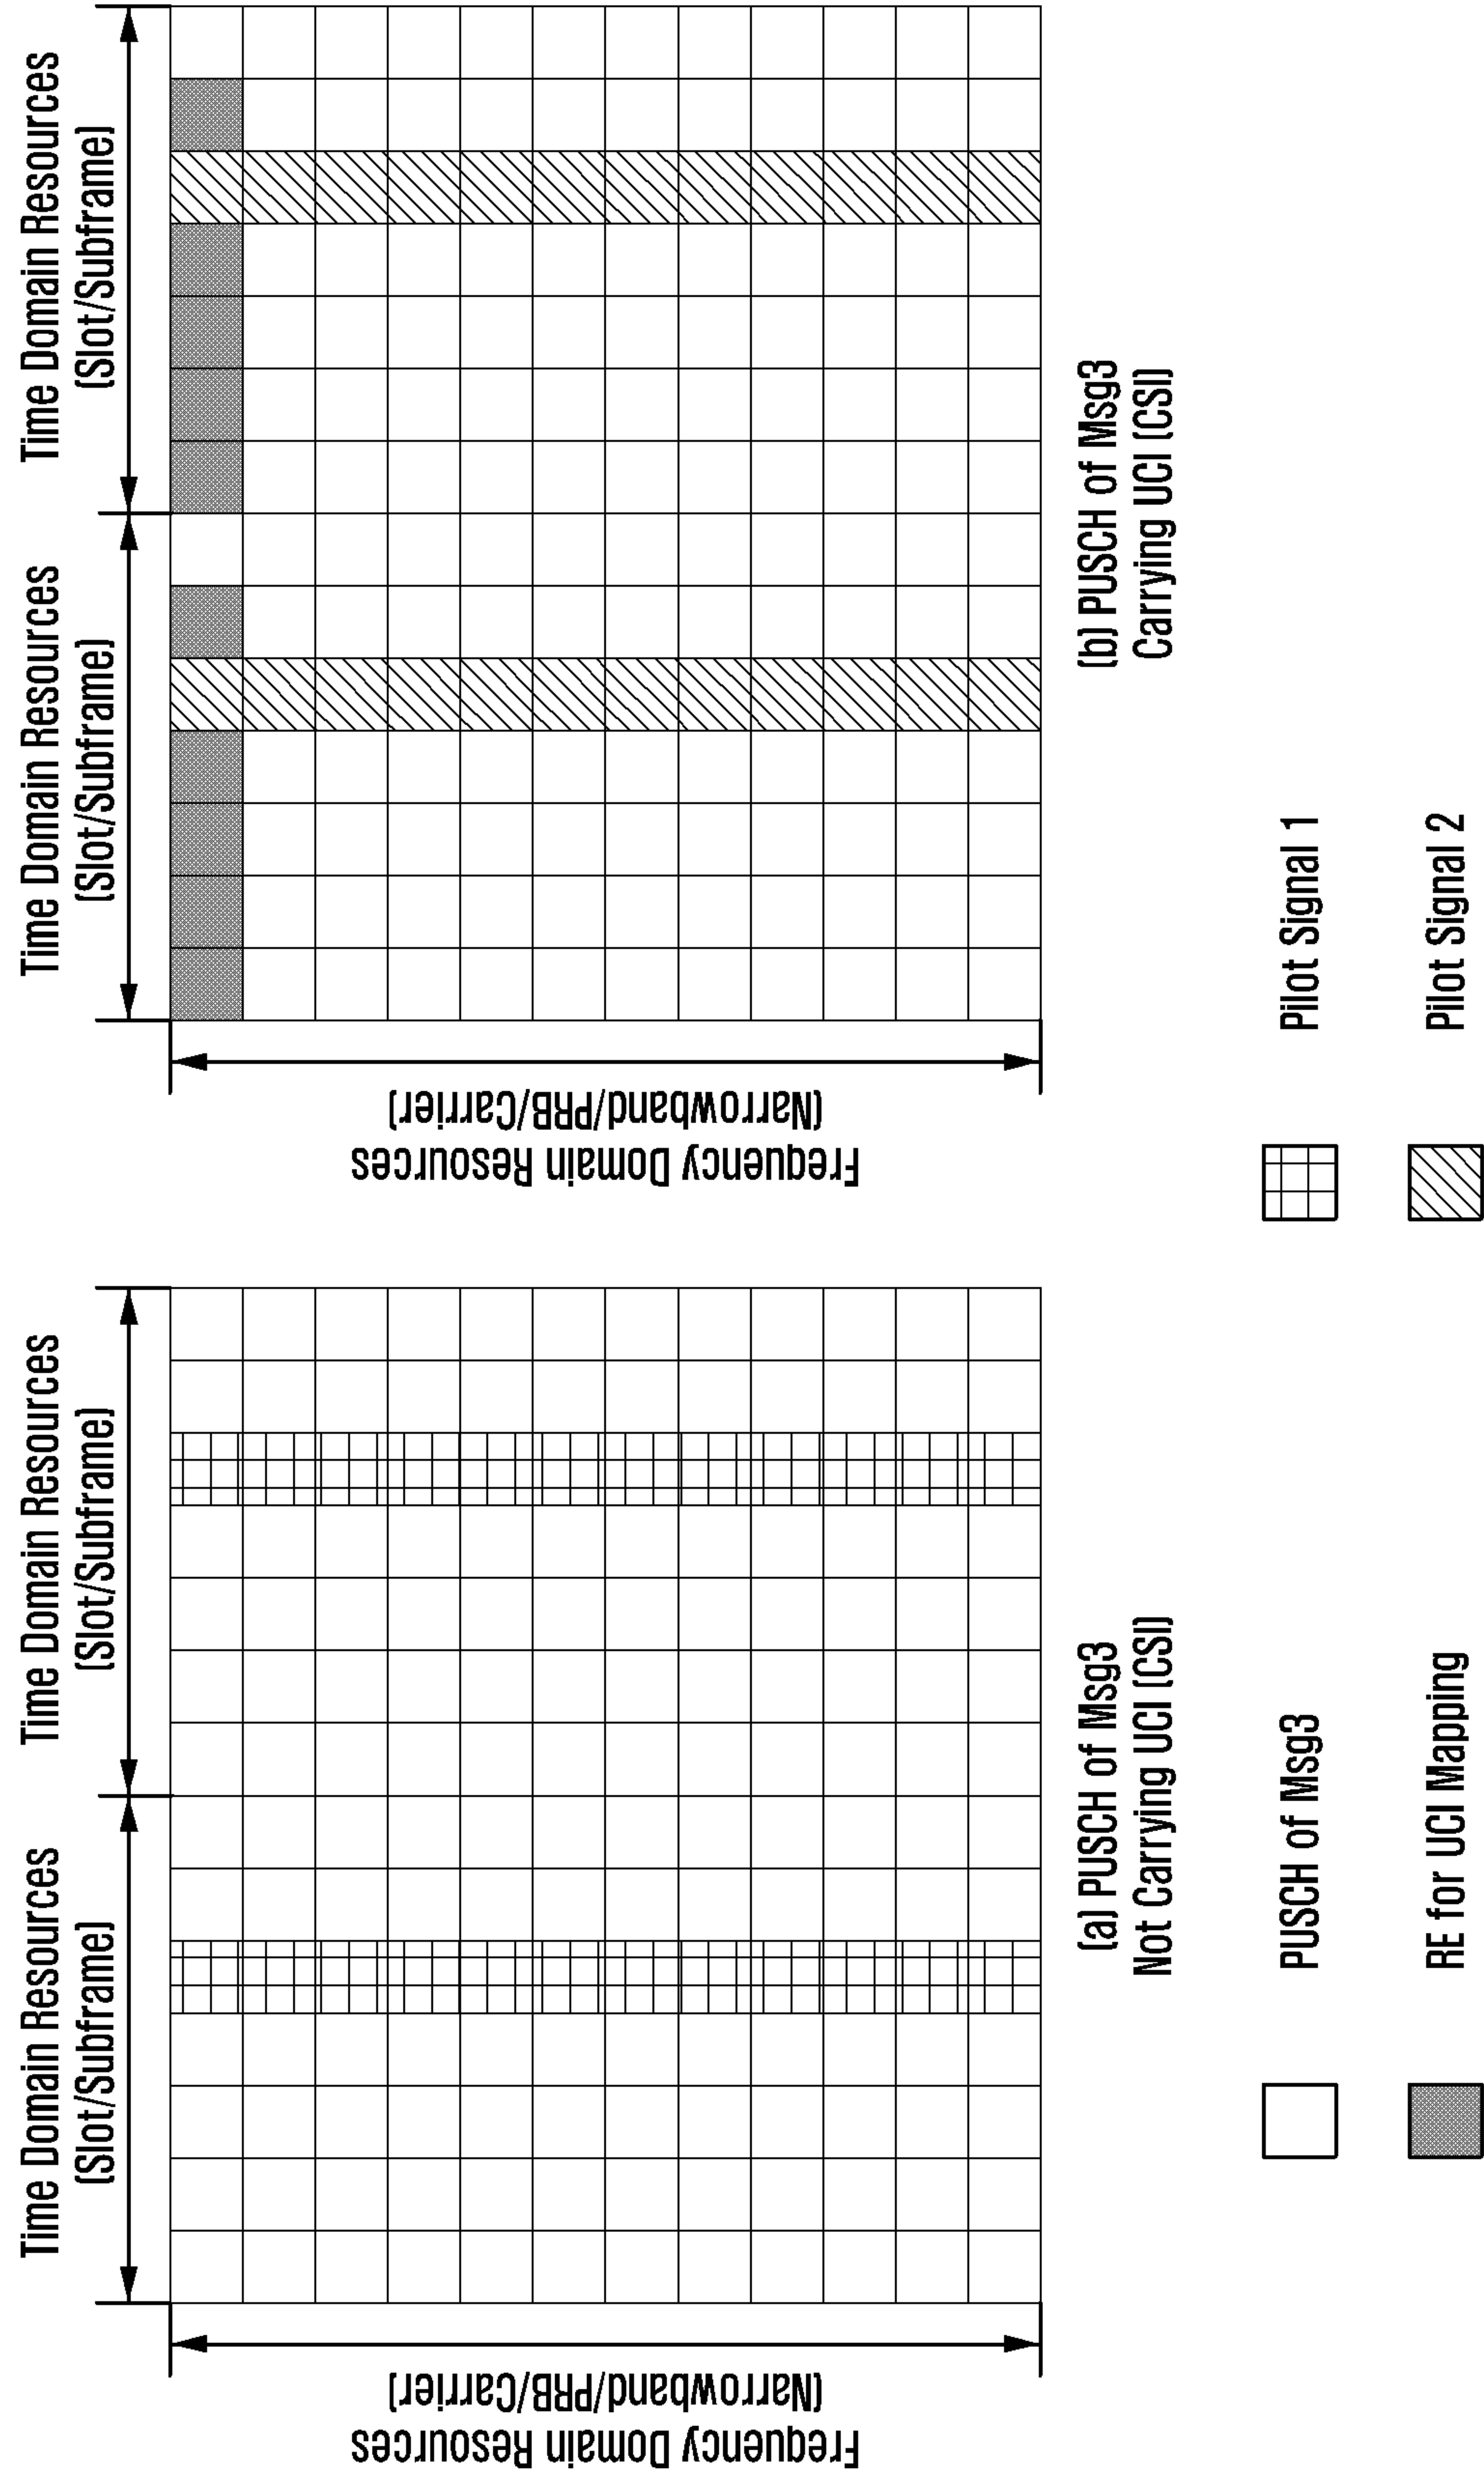 Time Domain Resources
(Slot/Subframe)
Time Domain Resources
(Slot/Subframe)
Frequency Domain Resources
(Narrowband/PRB/Carrier)
(a) PUSCH of Msg3
Not Carrying UCI (CSI)
Time Domain Resources
(Slot/Subframe)
Time Domain Resources
(Slot/Subframe)
Frequency Domain Resources
(Narrowband/PRB/Carrier)
(b) PUSCH of Msg3
Carrying UCI (CSI)
PUSCH of Msg3
Pilot Signal 1
RE for UCI Mapping
Pilot Signal 2